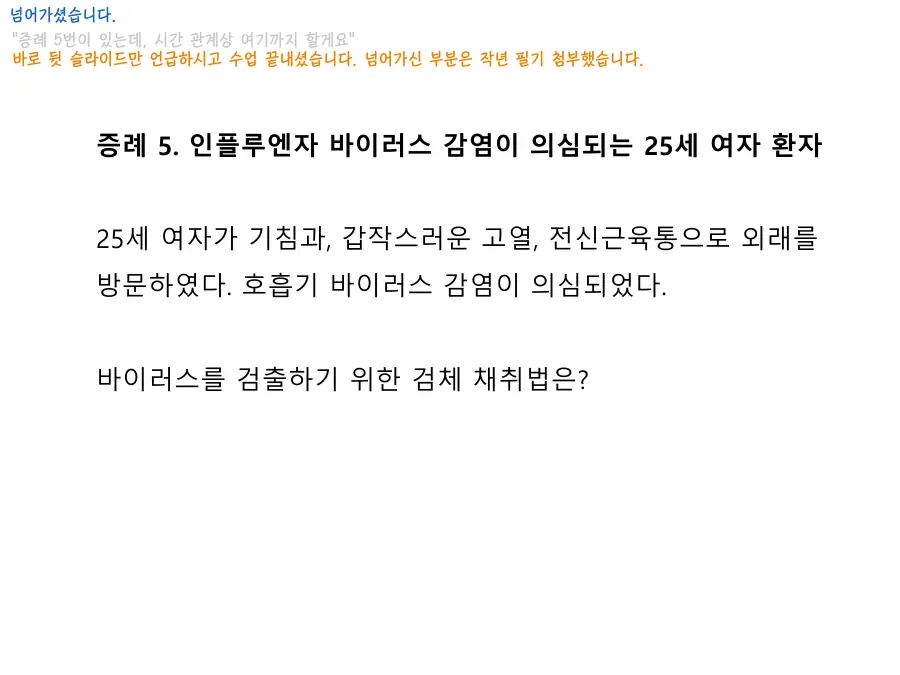 넘어가셨습니다.
"증례 5번이 있는데, 시간 관계상 여기까지 할게요"
바로 뒷 슬라이드만 언급하시고 수업 끝내셨습니다. 넘어가신 부분은 작년 필기 첨부했습니다.
증례 5. 인플루엔자 바이러스 감염이 의심되는 25세 여자 환자
25세 여자가 기침과, 갑작스러운 고열, 전신근육통으로 외래를
방문하였다. 호흡기 바이러스 감염이 의심되었다.
바이러스를 검출하기 위한 검체 채취법은?